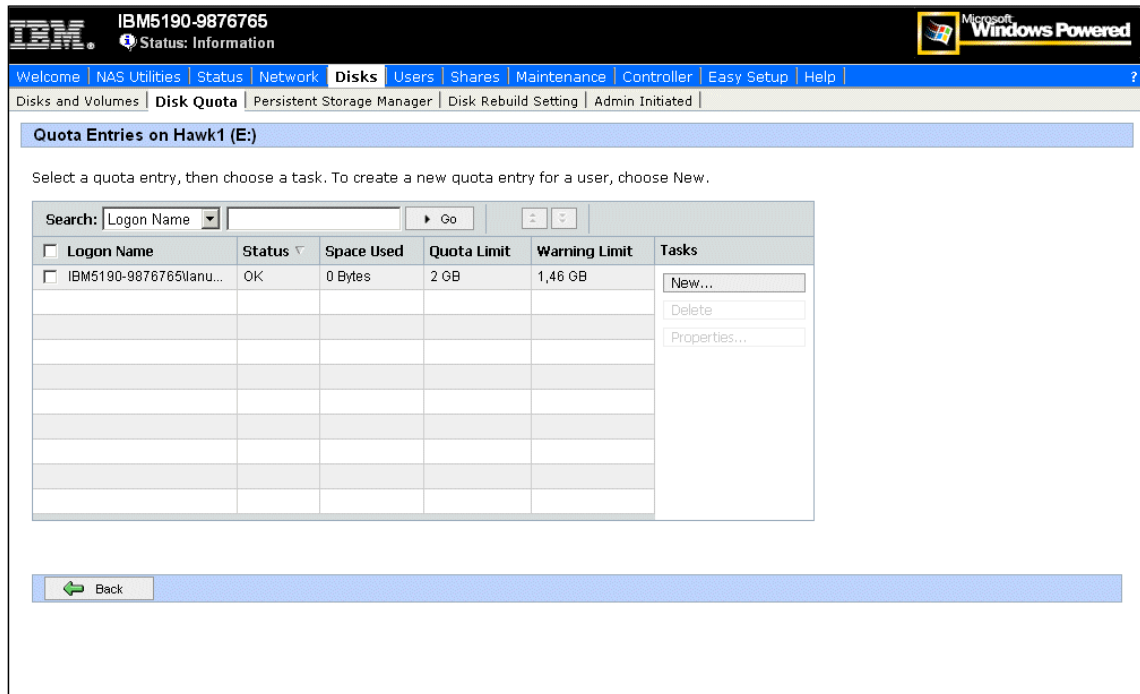 IBM IBM5190-9876765 Microsoft
Status: Information Windows Powered
Welcome | NAS Utilities | Status | Network | Disks | Users | Shares | Maintenance | Controller | Easy Setup | Help | ?
Disks and Volumes | Disk Quota | Persistent Storage Manager | Disk Rebuild Setting | Admin Initiated |
Quota Entries on Hawk1 (E:)
Select a quota entry, then choose a task. To create a new quota entry for a user, choose New.
Search: Logon Name Go
Logon Name Status Space Used Quota Limit Warning Limit Tasks
IBM5190-9876765\lanu... OK 0 Bytes 2 GB 1,46 GB
New...
Delete
Properties...
Back